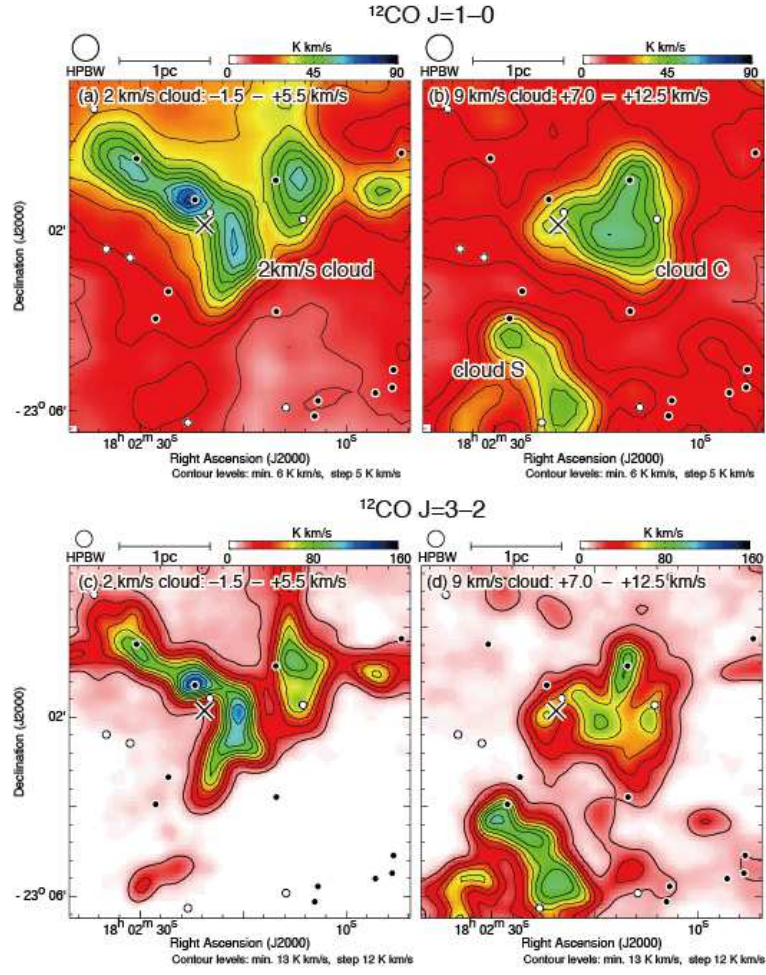 ¹²CO J=1–0
K km/s K km/s
HPBW 1pc 0 45 90 HPBW 1pc 0 45 90
(a) 2 km/s cloud: –1.5 – +5.5 km/s (b) 9 km/s cloud: +7.0 – +12.5 km/s
Declination (J2000)
02'
2km/s cloud cloud C
cloud S
- 23° 06'
18ʰ 02ᵐ 30ˢ 10ˢ 18ʰ 02ᵐ 30ˢ 10ˢ
Right Ascension (J2000) Right Ascension (J2000)
Contour levels: min. 6 K km/s, step 5 K km/s Contour levels: min. 6 K km/s, step 5 K km/s
¹²CO J=3–2
K km/s K km/s
HPBW 1pc 0 80 160 HPBW 1pc 0 80 160
(c) 2 km/s cloud: –1.5 – +5.5 km/s (d) 9 km/s cloud: +7.0 – +12.5 km/s
Declination (J2000)
02'
- 23° 06'
18ʰ 02ᵐ 30ˢ 10ˢ 18ʰ 02ᵐ 30ˢ 10ˢ
Right Ascension (J2000) Right Ascension (J2000)
Contour levels: min. 13 K km/s, step 12 K km/s Contour levels: min. 13 K km/s, step 12 K km/s